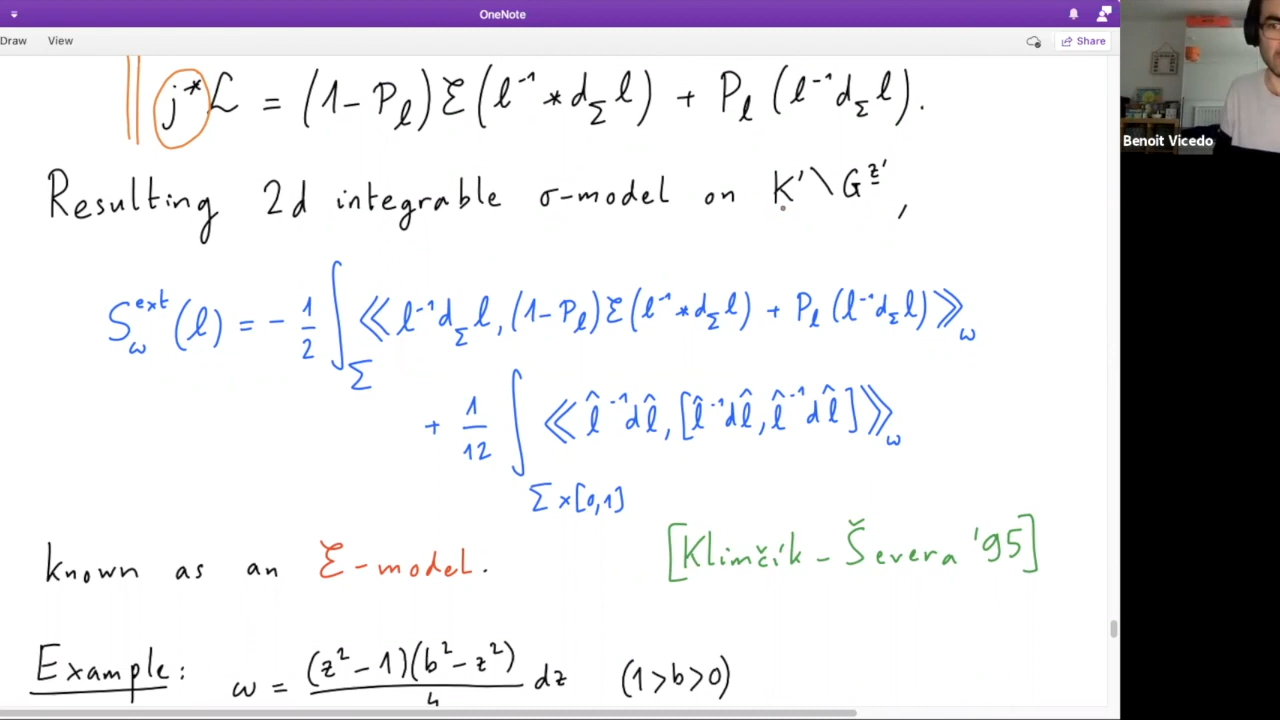 OneNote
Draw View Share
Benoit Vicedo
j*ℒ = (1-P_ℓ) ℰ(ℓ⁻¹ * d_Σ ℓ) + P_ℓ (ℓ⁻¹ d_Σ ℓ).
Resulting 2d integrable σ-model on K'\G^{z'},
S_ω^{ext}(ℓ) = - 1/2 ∫_Σ ⟪ℓ⁻¹ d_Σ ℓ, (1-P_ℓ) ℰ(ℓ⁻¹ * d_Σ ℓ) + P_ℓ (ℓ⁻¹ d_Σ ℓ)⟫_ω
+ 1/12 ∫_{Σ×[0,1]} ⟪ℓ̂⁻¹ dℓ̂, [ℓ̂⁻¹ dℓ̂, ℓ̂⁻¹ dℓ̂]⟫_ω
known as an ℰ-model. [Klimčík - Ševera '95]
Example: ω = (z²-1)(b²-z²)/ dz (1>b>0)